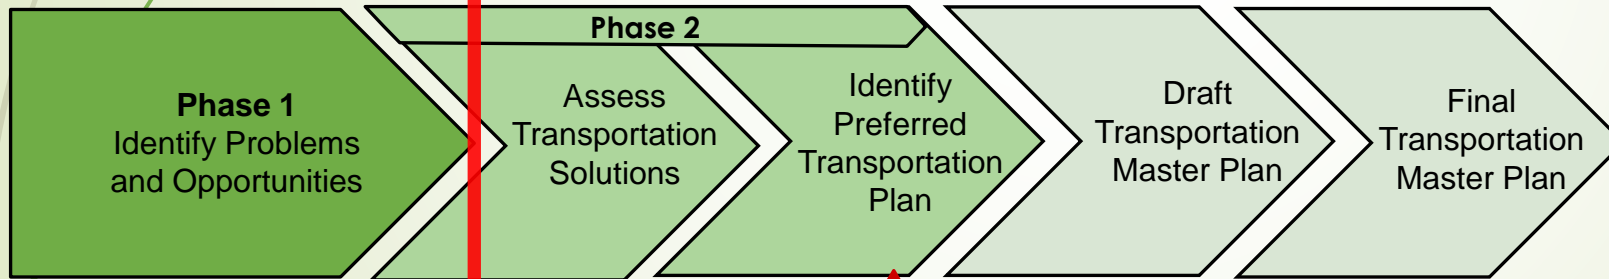 Phase 2
Phase 1
Identify Problems
and Opportunities
Assess
Transportation
Solutions
Identify
Preferred
Transportation
Plan
Draft
Transportation
Master Plan
Final
Transportation
Master Plan